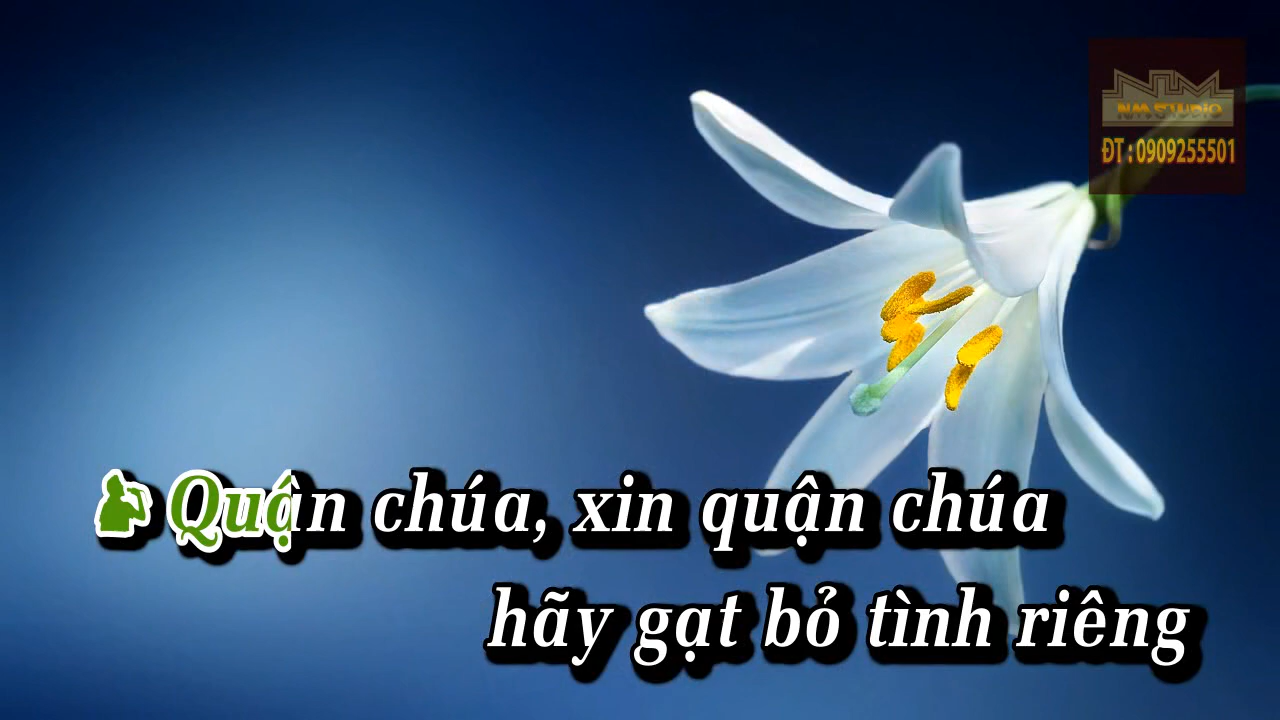 NM STUDIO
ĐT : 0909255501
Quận chúa, xin quận chúa
hãy gạt bỏ tình riêng